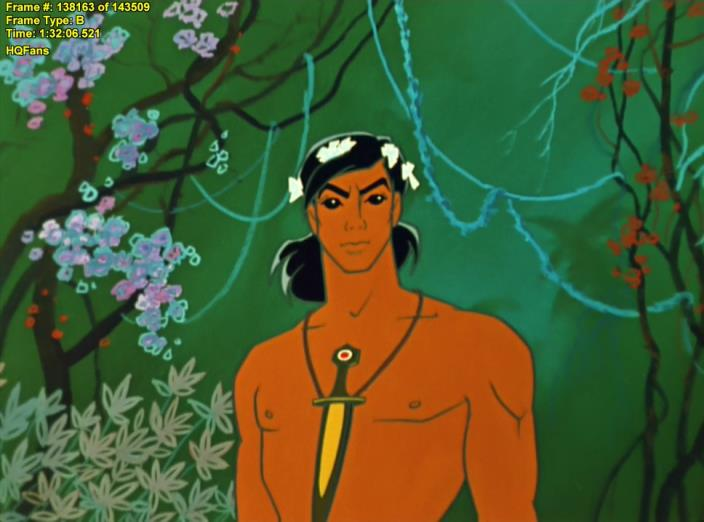 Frame #: 138163 of 143509
Frame Type: B
Time: 1:32:06.521
HQFans